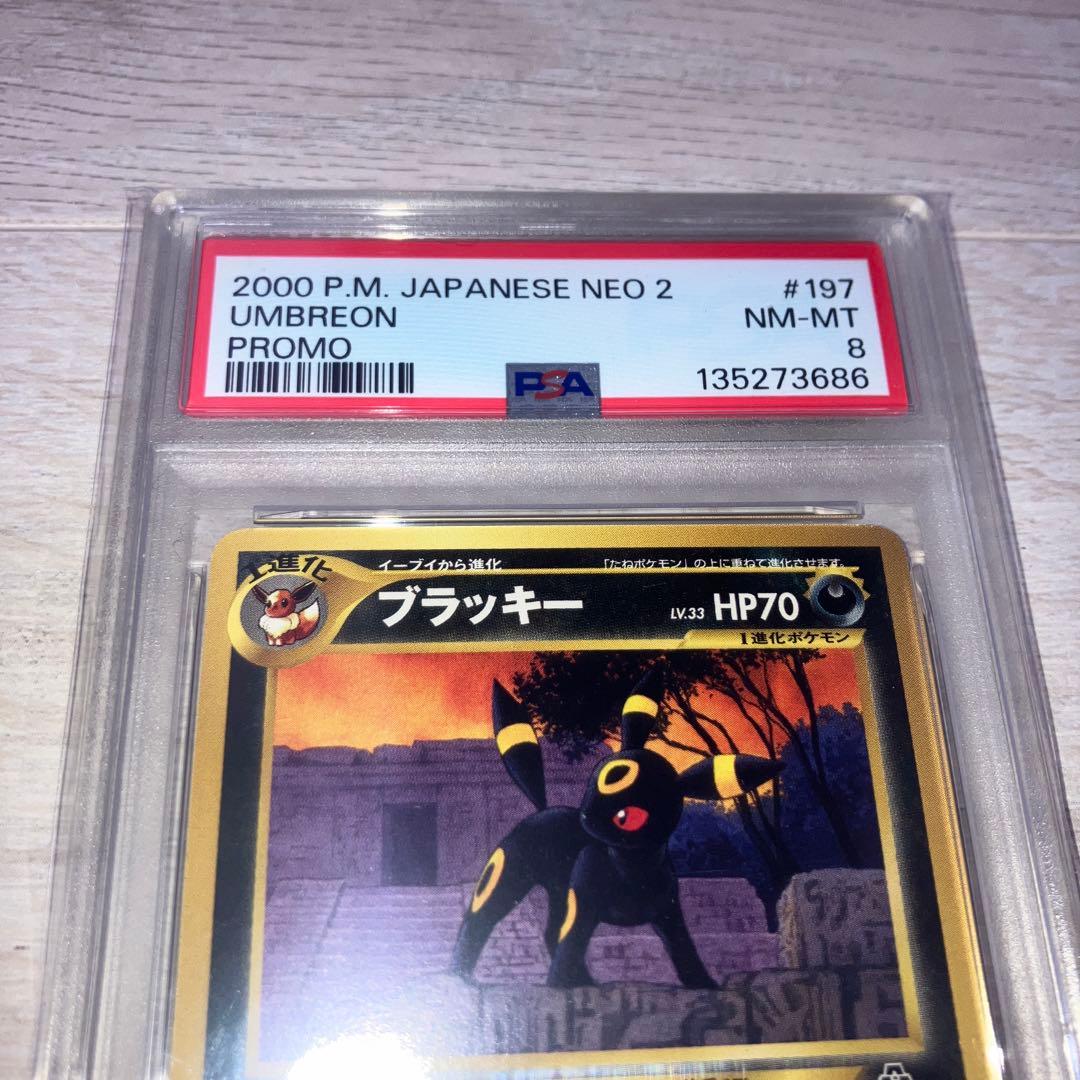 2000 P.M. JAPANESE NEO 2 #197
UMBREON NM-MT
PROMO 8
PSA 135273686
1進化
イーブイから進化 「たねポケモン」の上に重ねて進化させます。
ブラッキー LV.33 HP70
1進化ポケモン